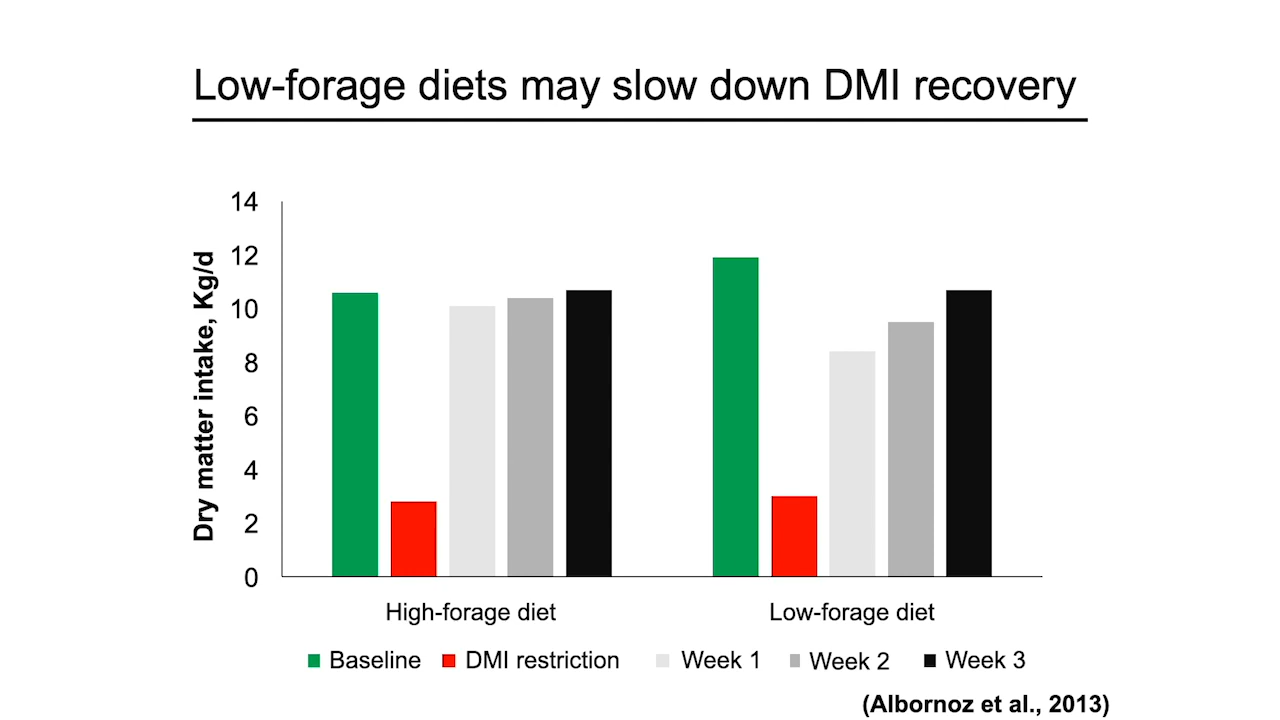 Low-forage diets may slow down DMI recovery
Dry matter intake, Kg/d
14
12
10
8
6
4
2
0
High-forage diet
Low-forage diet
Baseline
DMI restriction
Week 1
Week 2
Week 3
(Albornoz et al., 2013)